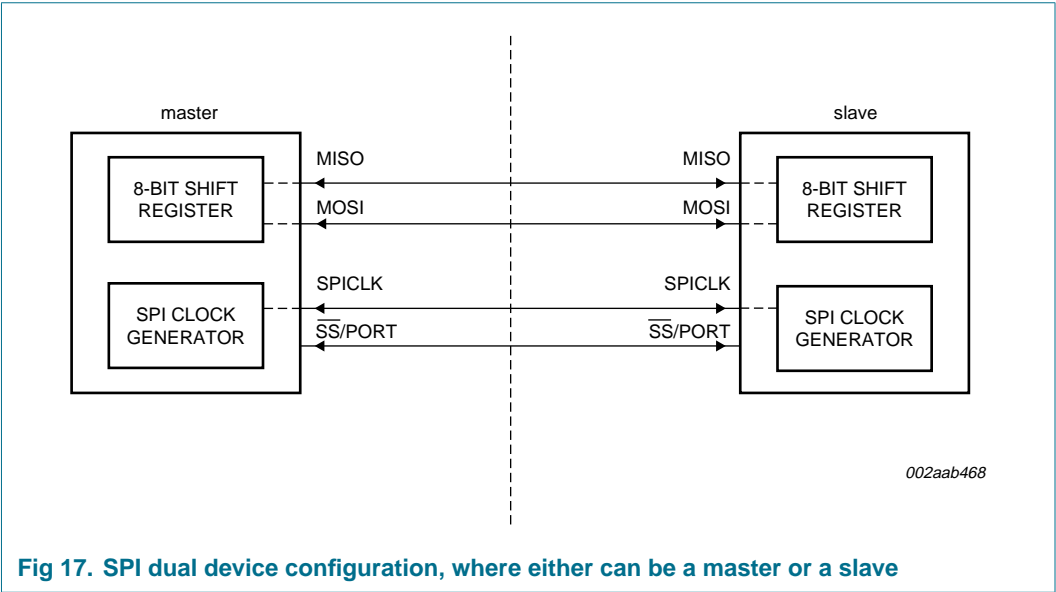 master
slave
8-BIT SHIFT
REGISTER
MISO
MISO
8-BIT SHIFT
REGISTER
MOSI
MOSI
SPI CLOCK
GENERATOR
SPICLK
SPICLK
SPI CLOCK
GENERATOR
S̅S̅/PORT
S̅S̅/PORT
002aab468
Fig 17. SPI dual device configuration, where either can be a master or a slave